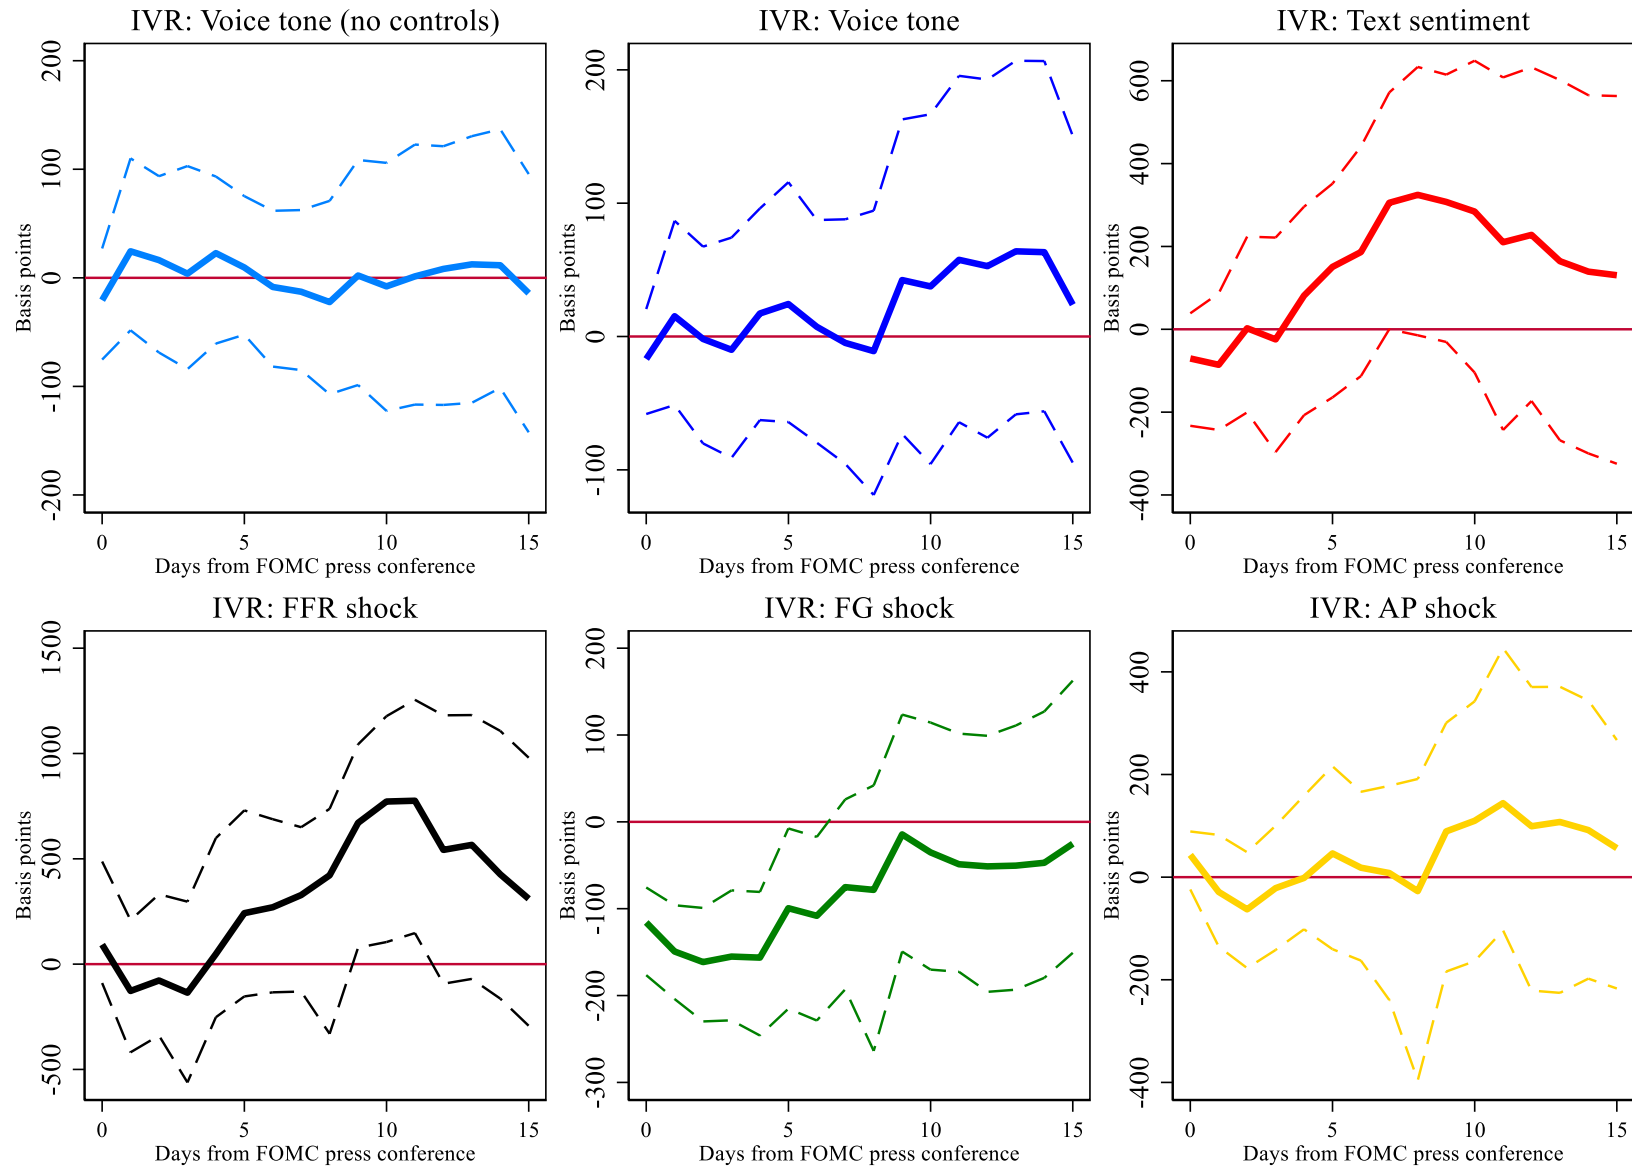 IVR: Voice tone (no controls)
200
100
0
-100
-200
Basis points
0 5 10 15
Days from FOMC press conference
IVR: Voice tone
200
100
0
-100
Basis points
0 5 10 15
Days from FOMC press conference
IVR: Text sentiment
600
400
200
0
-200
-400
Basis points
0 5 10 15
Days from FOMC press conference
IVR: FFR shock
1500
1000
500
0
-500
Basis points
0 5 10 15
Days from FOMC press conference
IVR: FG shock
200
100
0
-100
-200
-300
Basis points
0 5 10 15
Days from FOMC press conference
IVR: AP shock
400
200
0
-200
-400
Basis points
0 5 10 15
Days from FOMC press conference